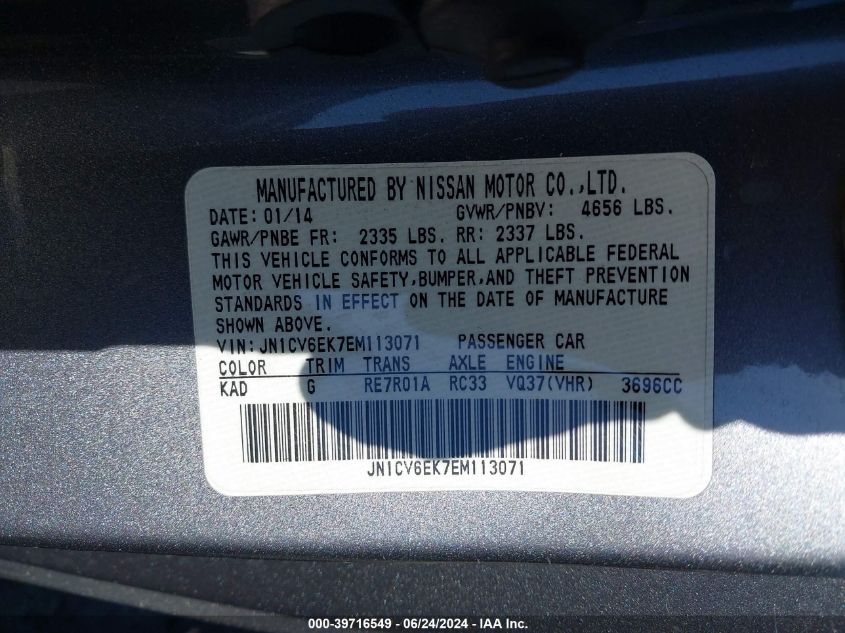 MANUFACTURED BY NISSAN MOTOR CO.,LTD.
DATE: 01/14 GVWR/PNBV: 4656 LBS.
GAWR/PNBE FR: 2335 LBS. RR: 2337 LBS.
THIS VEHICLE CONFORMS TO ALL APPLICABLE FEDERAL
MOTOR VEHICLE SAFETY,BUMPER,AND THEFT PREVENTION
STANDARDS IN EFFECT ON THE DATE OF MANUFACTURE
SHOWN ABOVE.
VIN: JN1CV6EK7EM113071 PASSENGER CAR
COLOR TRIM TRANS AXLE ENGINE
KAD G RE7R01A RC33 VQ37(VHR) 3696CC
JN1CV6EK7EM113071
000-39716549 - 06/24/2024 - IAA Inc.